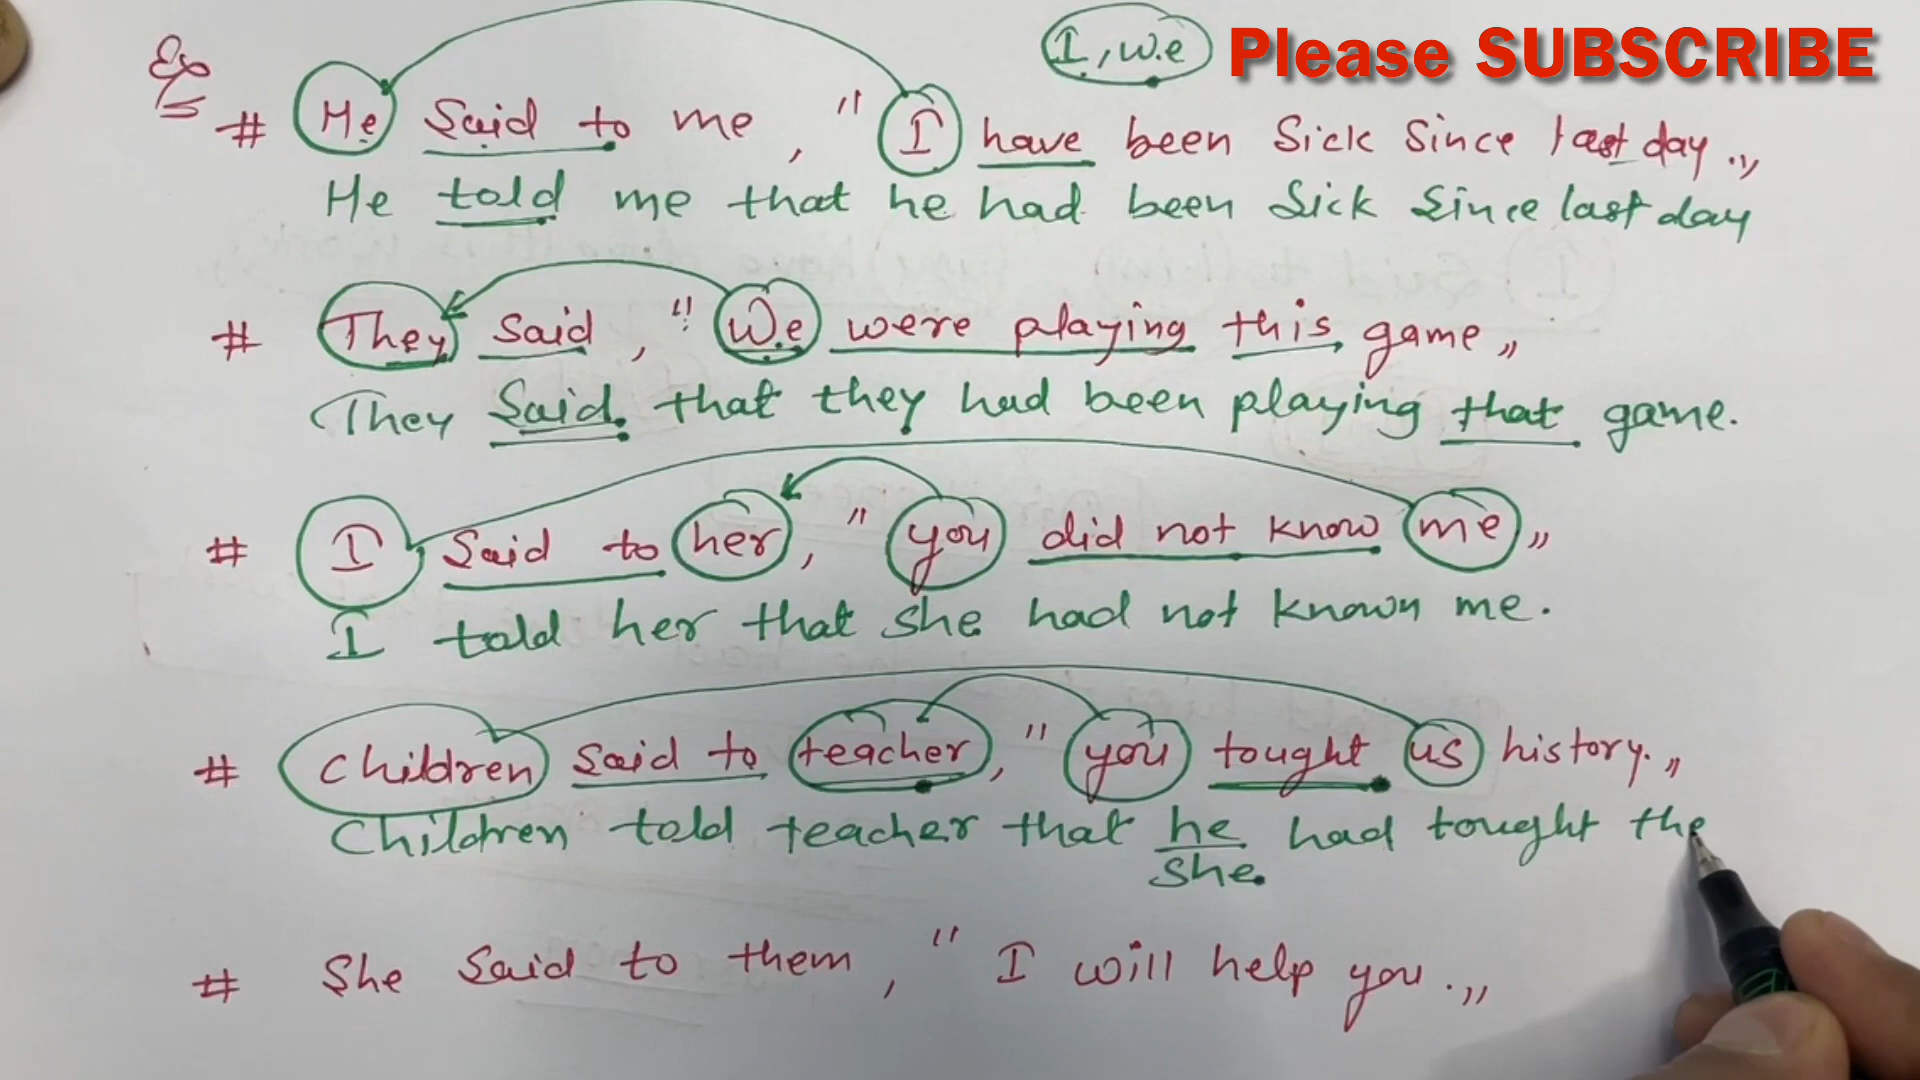 I, we Please SUBSCRIBE
Exs
# He said to me, " I have been Sick Since last day.,,
He told me that he had been Sick Since last day
# They said, " We were playing this game,,
They Said that they had been playing that game.
# I Said to her, " you did not know me,,
I told her that she had not known me.
# children said to teacher, " you tought us history.,,
Children told teacher that he had tought the
she
# She Said to them, " I will help you.,,